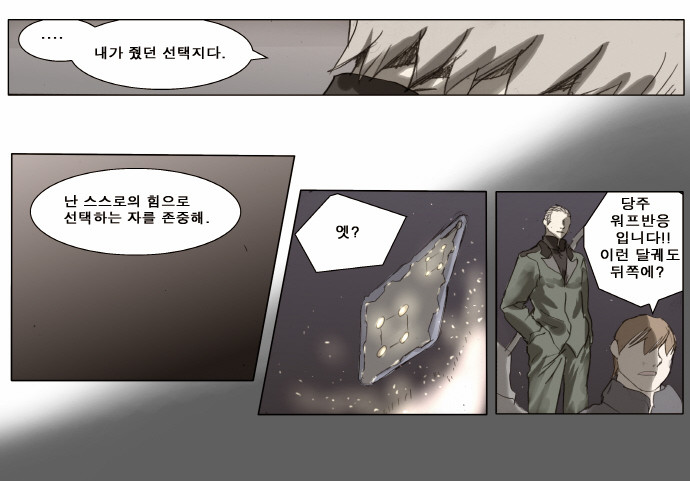 ....
내가 줬던 선택지다.
난 스스로의 힘으로
선택하는 자를 존중해.
엣?
당주
워프반응
입니다!!
이런 달궤도
뒤쪽에?